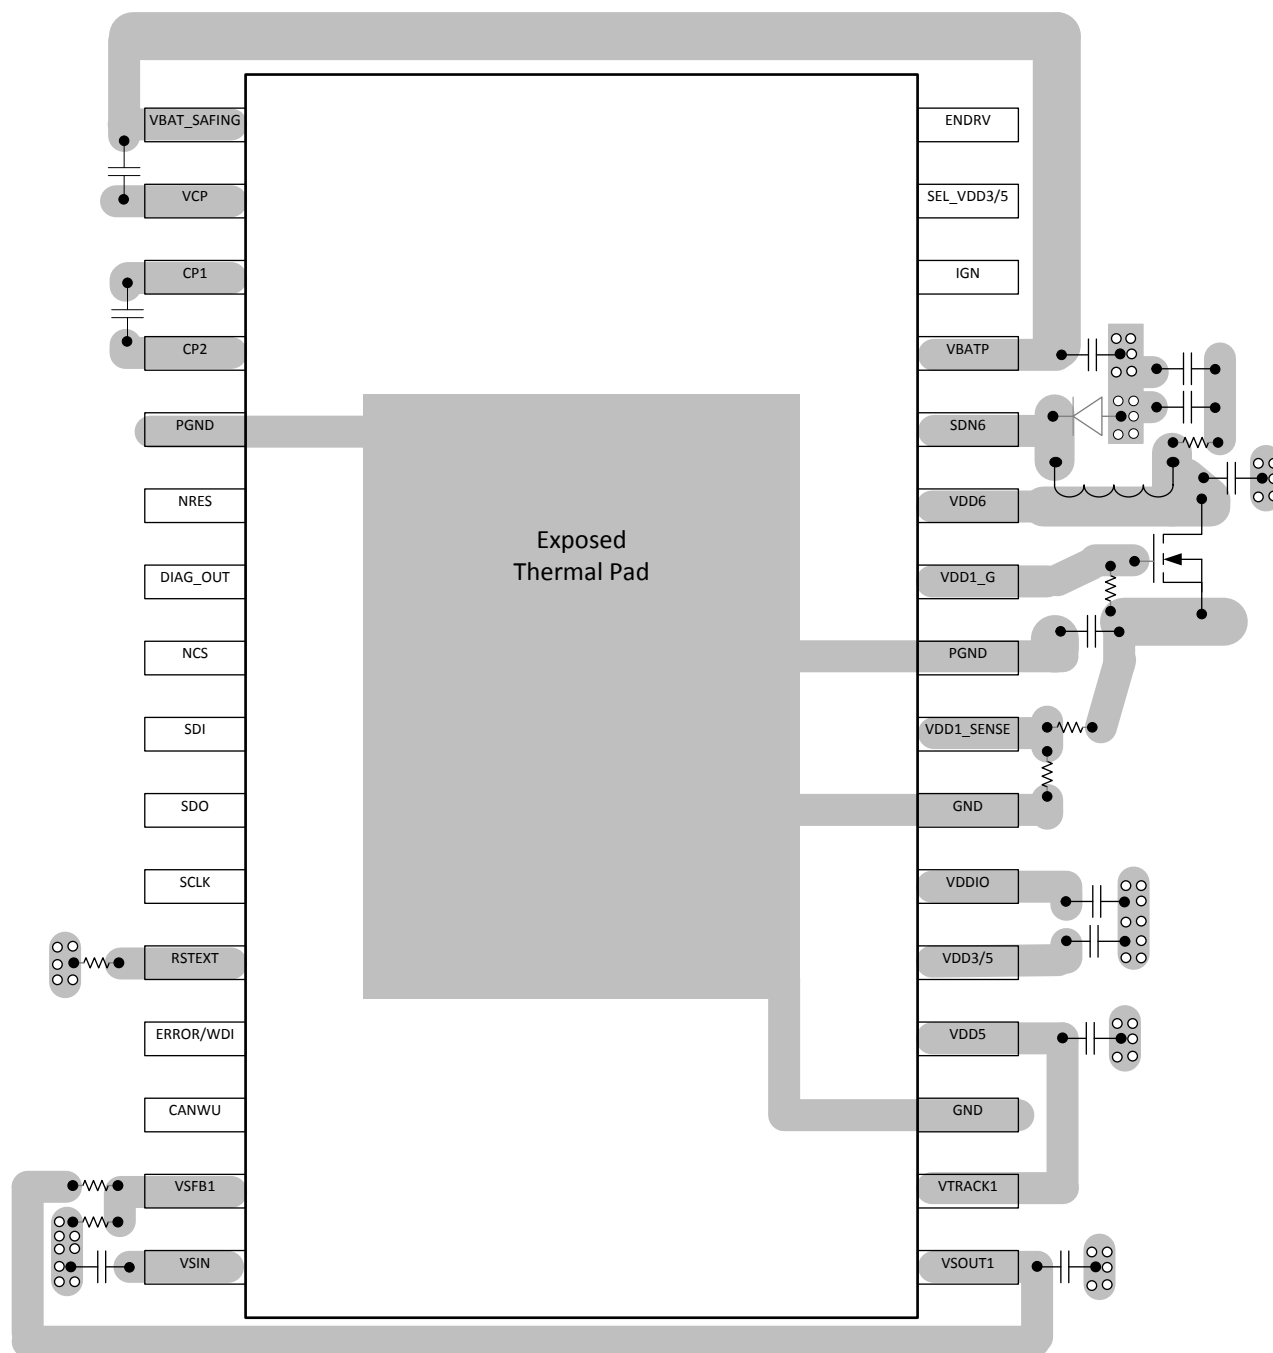 VBAT_SAFING
VCP
CP1
CP2
PGND
NRES
DIAG_OUT
NCS
SDI
SDO
SCLK
RSTEXT
ERROR/WDI
CANWU
VSFB1
VSIN
Exposed
Thermal Pad
ENDRV
SEL_VDD3/5
IGN
VBATP
SDN6
VDD6
VDD1_G
PGND
VDD1_SENSE
GND
VDDIO
VDD3/5
VDD5
GND
VTRACK1
VSOUT1